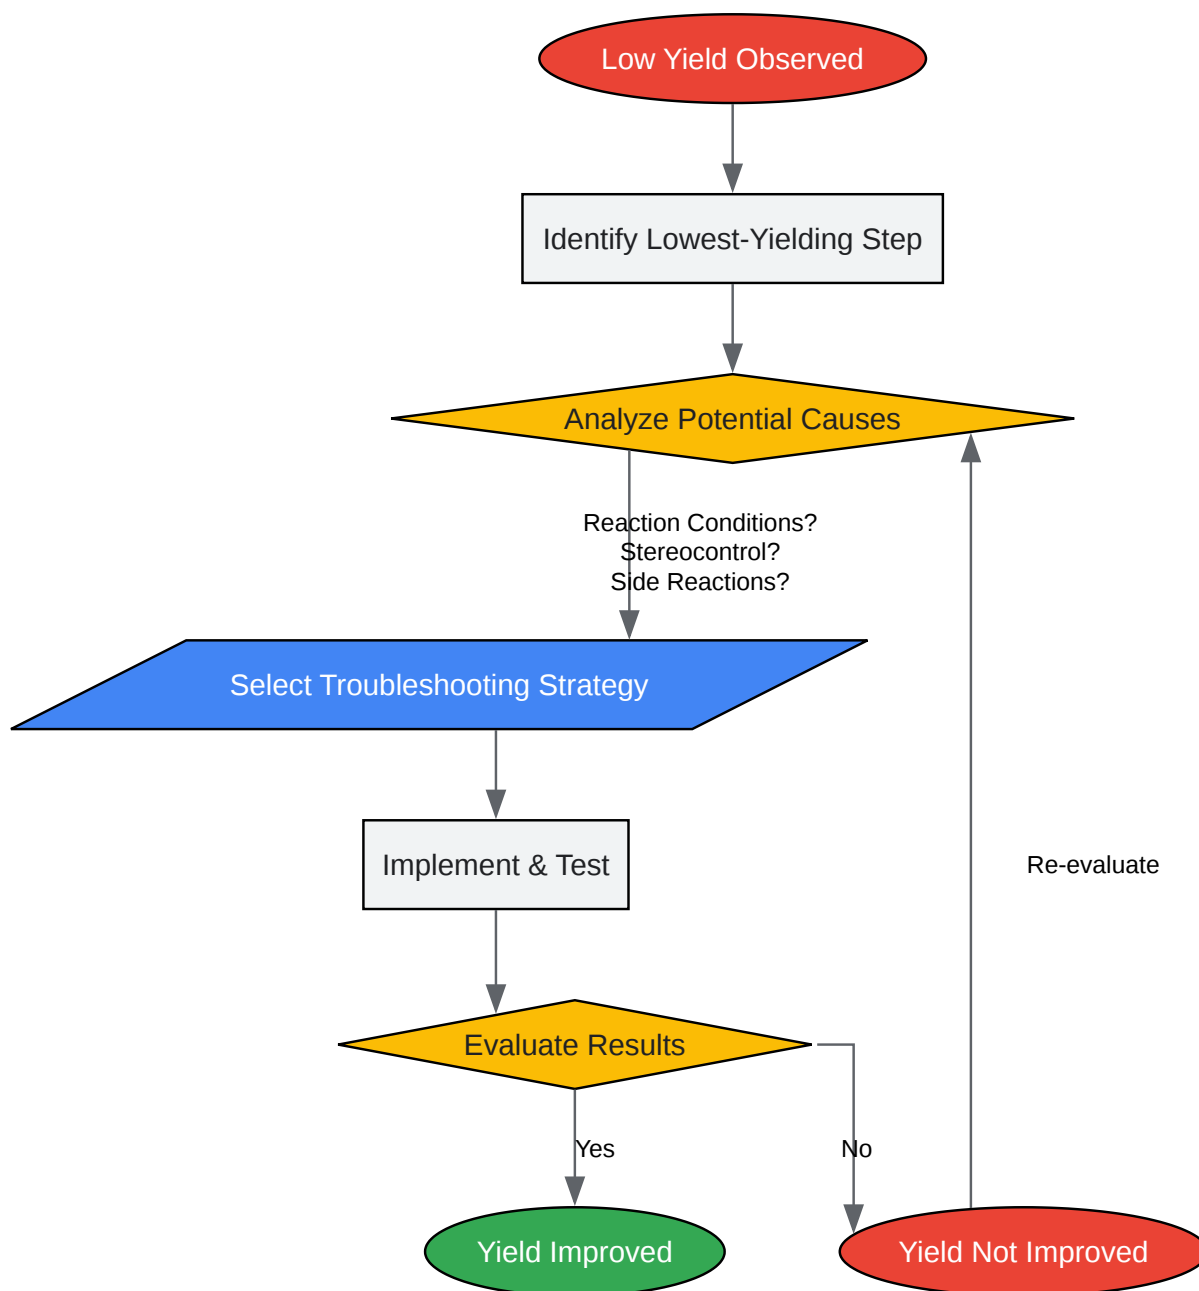 Low Yield Observed
Identify Lowest-Yielding Step
Analyze Potential Causes
Reaction Conditions?
Stereocontrol?
Side Reactions?
Select Troubleshooting Strategy
Implement & Test
Re-evaluate
Evaluate Results
Yes
No
Yield Improved
Yield Not Improved